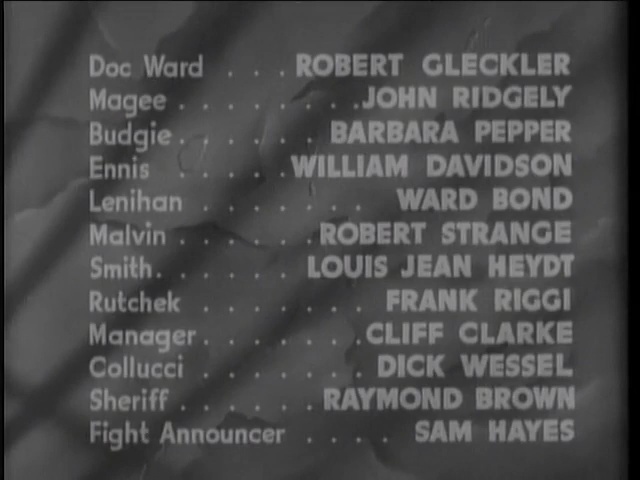 Doc Ward . . . ROBERT GLECKLER
Magee . . . . . . . . JOHN RIDGELY
Budgie . . . . . . BARBARA PEPPER
Ennis . . . . . WILLIAM DAVIDSON
Lenihan . . . . . . . WARD BOND
Malvin . . . . . . ROBERT STRANGE
Smith. . . . . . LOUIS JEAN HEYDT
Rutchek . . . . . . . FRANK RIGGI
Manager . . . . . . . CLIFF CLARKE
Collucci . . . . . . . DICK WESSEL
Sheriff . . . . . . RAYMOND BROWN
Fight Announcer . . . . SAM HAYES